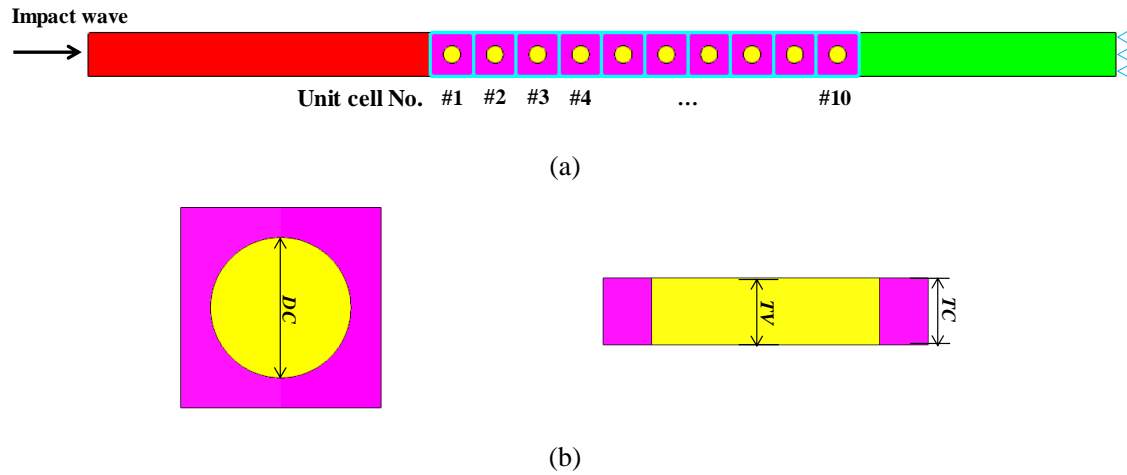 Impact wave
Unit cell No. #1 #2 #3 #4 ... #10
(a)
DC
TV
TC
(b)